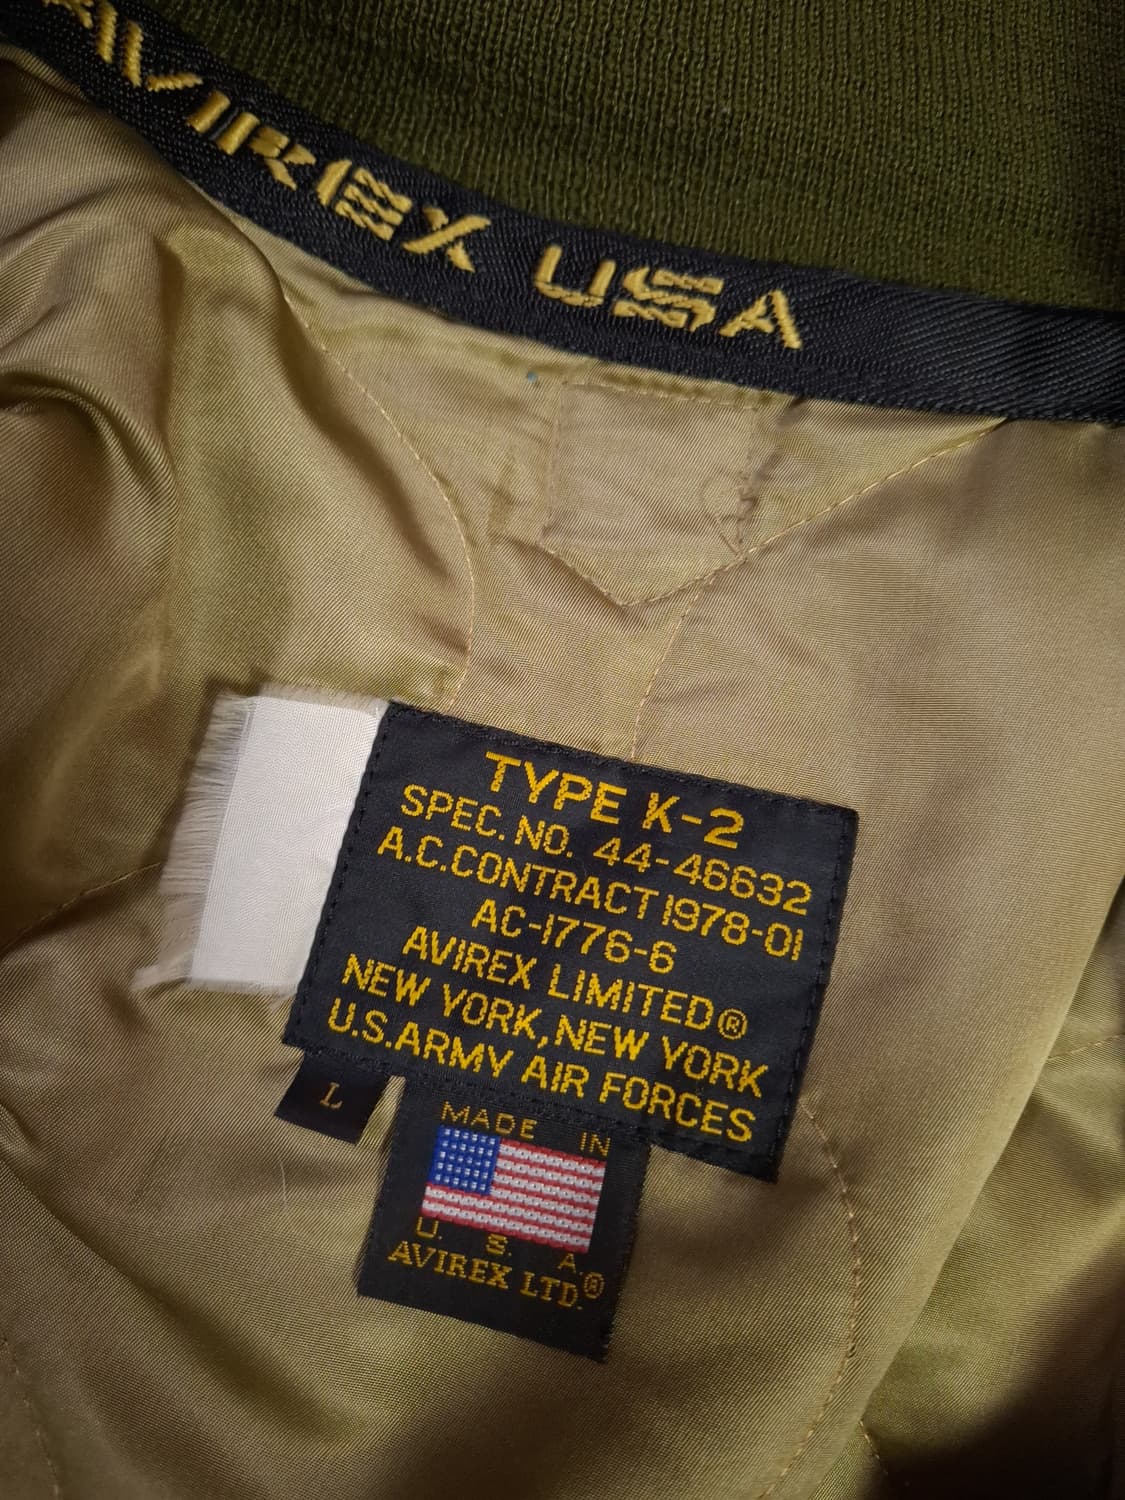 AVIREX USA
TYPE K-2
SPEC. NO. 44-46632
A.C.CONTRACT 1978-01
AC-1776-6
AVIREX LIMITED®
NEW YORK, NEW YORK
U.S.ARMY AIR FORCES
L
MADE IN
U. S. A.
AVIREX LTD.®